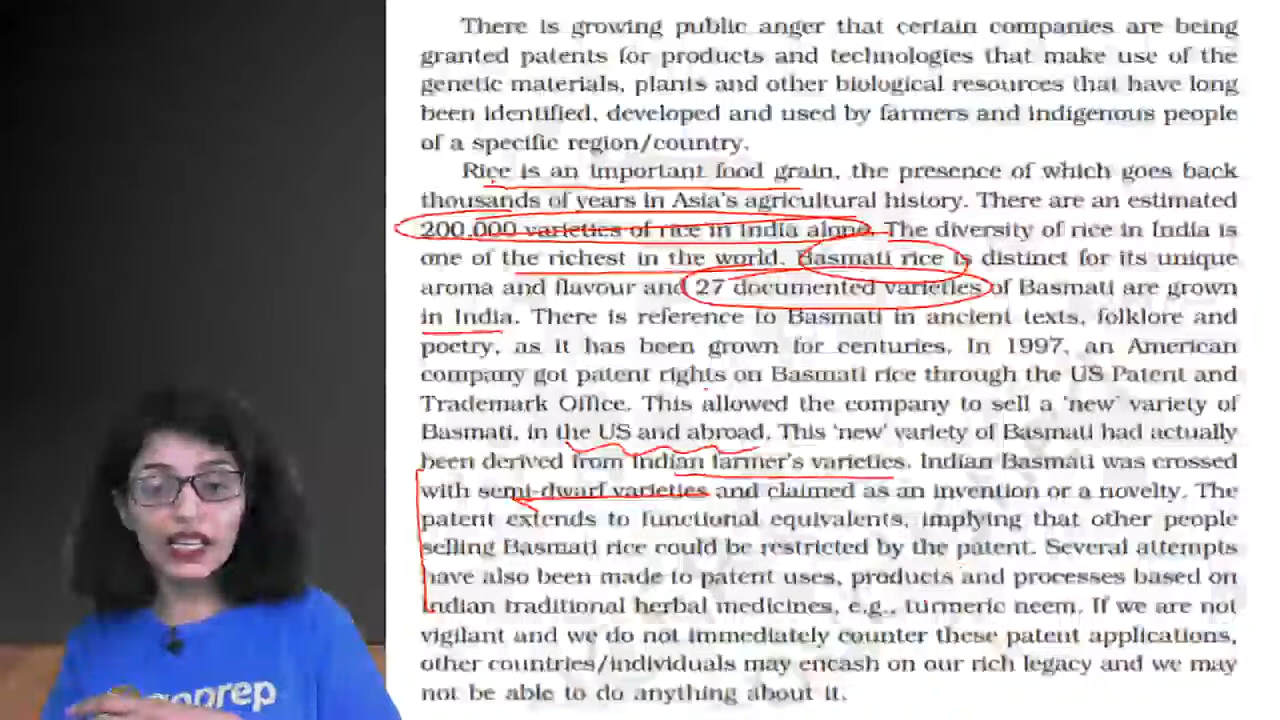 There is growing public anger that certain companies are being
granted patents for products and technologies that make use of the
genetic materials, plants and other biological resources that have long
been identified, developed and used by farmers and indigenous people
of a specific region/country.
Rice is an important food grain, the presence of which goes back
thousands of years in Asia's agricultural history. There are an estimated
200,000 varieties of rice in India alone. The diversity of rice in India is
one of the richest in the world. Basmati rice is distinct for its unique
aroma and flavour and 27 documented varieties of Basmati are grown
in India. There is reference to Basmati in ancient texts, folklore and
poetry, as it has been grown for centuries. In 1997, an American
company got patent rights on Basmati rice through the US Patent and
Trademark Office. This allowed the company to sell a 'new' variety of
Basmati, in the US and abroad. This 'new' variety of Basmati had actually
been derived from Indian farmer's varieties. Indian Basmati was crossed
with semi-dwarf varieties and claimed as an invention or a novelty. The
patent extends to functional equivalents, implying that other people
selling Basmati rice could be restricted by the patent. Several attempts
have also been made to patent uses, products and processes based on
Indian traditional herbal medicines, e.g., turmeric neem. If we are not
vigilant and we do not immediately counter these patent applications,
other countries/individuals may encash on our rich legacy and we may
not be able to do anything about it.